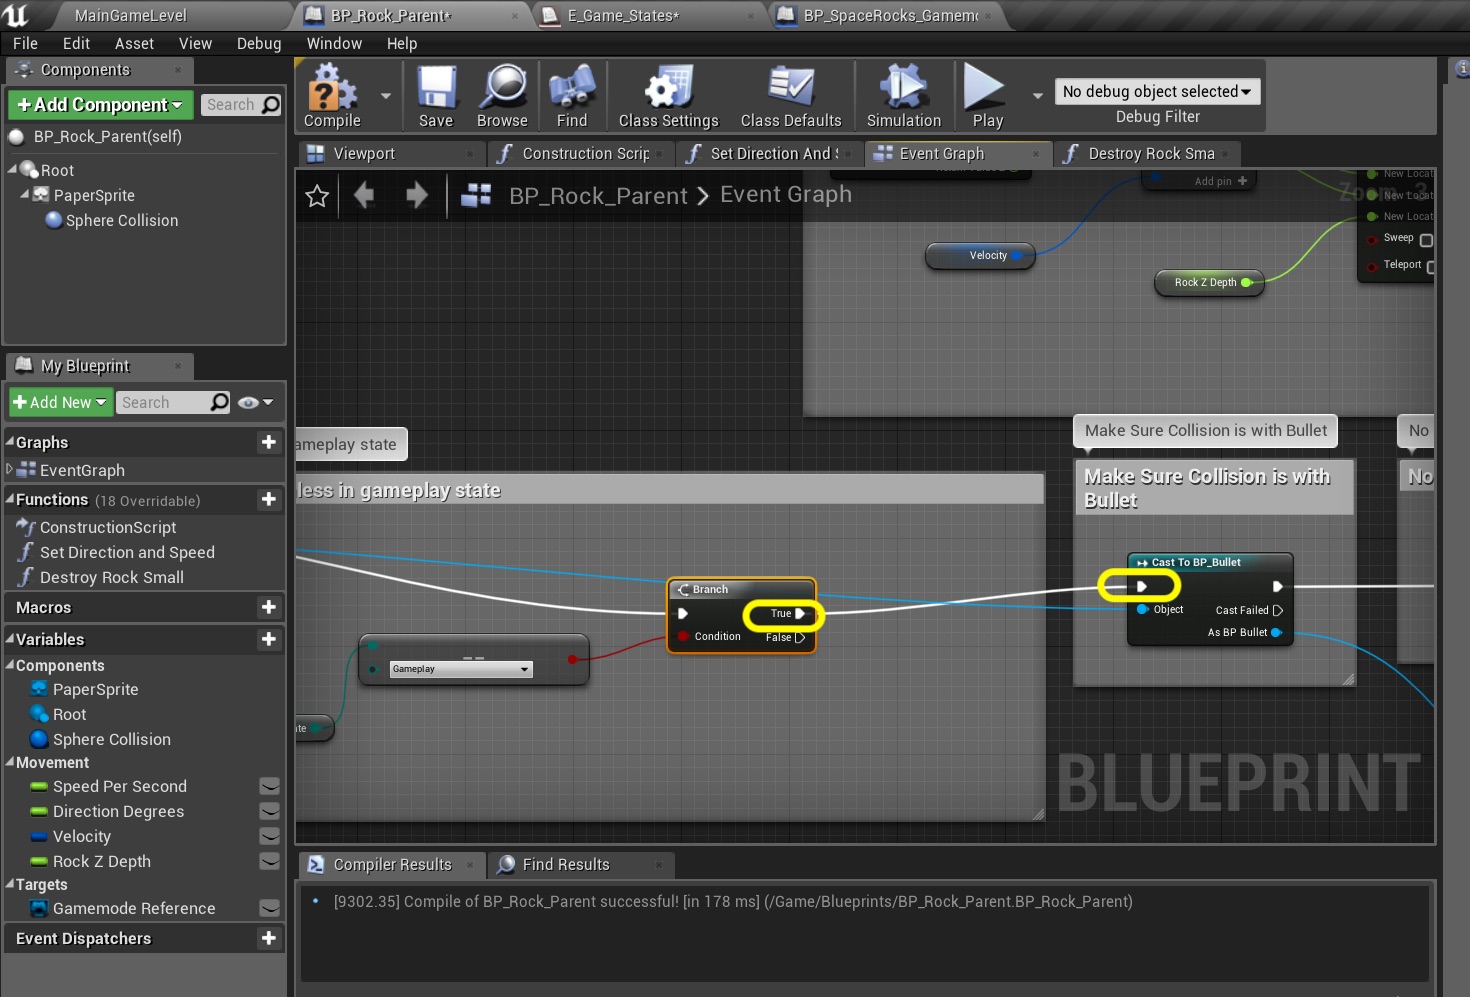 MainGameLevel
BP_Rock_Parent*
E_Game_States*
BP_SpaceRocks_Gamem
File Edit Asset View Debug Window Help
Components
+Add Component
Search
BP_Rock_Parent(self)
Root
PaperSprite
Sphere Collision
My Blueprint
+Add New
Search
Graphs
EventGraph
Functions (18 Overridable)
ConstructionScript
Set Direction and Speed
Destroy Rock Small
Macros
Variables
Components
PaperSprite
Root
Sphere Collision
Movement
Speed Per Second
Direction Degrees
Velocity
Rock Z Depth
Targets
Gamemode Reference
Event Dispatchers
Compile
Save
Browse
Find
Class Settings
Class Defaults
Simulation
Play
No debug object selected
Debug Filter
Viewport
Construction Scrip
Set Direction And S
Event Graph
Destroy Rock Sma
BP_Rock_Parent > Event Graph
Add pin +
New Locat
New Locat
New Locat
Sweep
Teleport
Velocity
Rock Z Depth
ameplay state
less in gameplay state
Make Sure Collision is with Bullet
No
Make Sure Collision is with
Bullet
No
Branch
True
Condition
False
==
Gameplay
ate
Cast To BP_Bullet
Object
Cast Failed
As BP Bullet
BLUEPRINT
Compiler Results
Find Results
[9302.35] Compile of BP_Rock_Parent successful! [in 178 ms] (/Game/Blueprints/BP_Rock_Parent.BP_Rock_Parent)